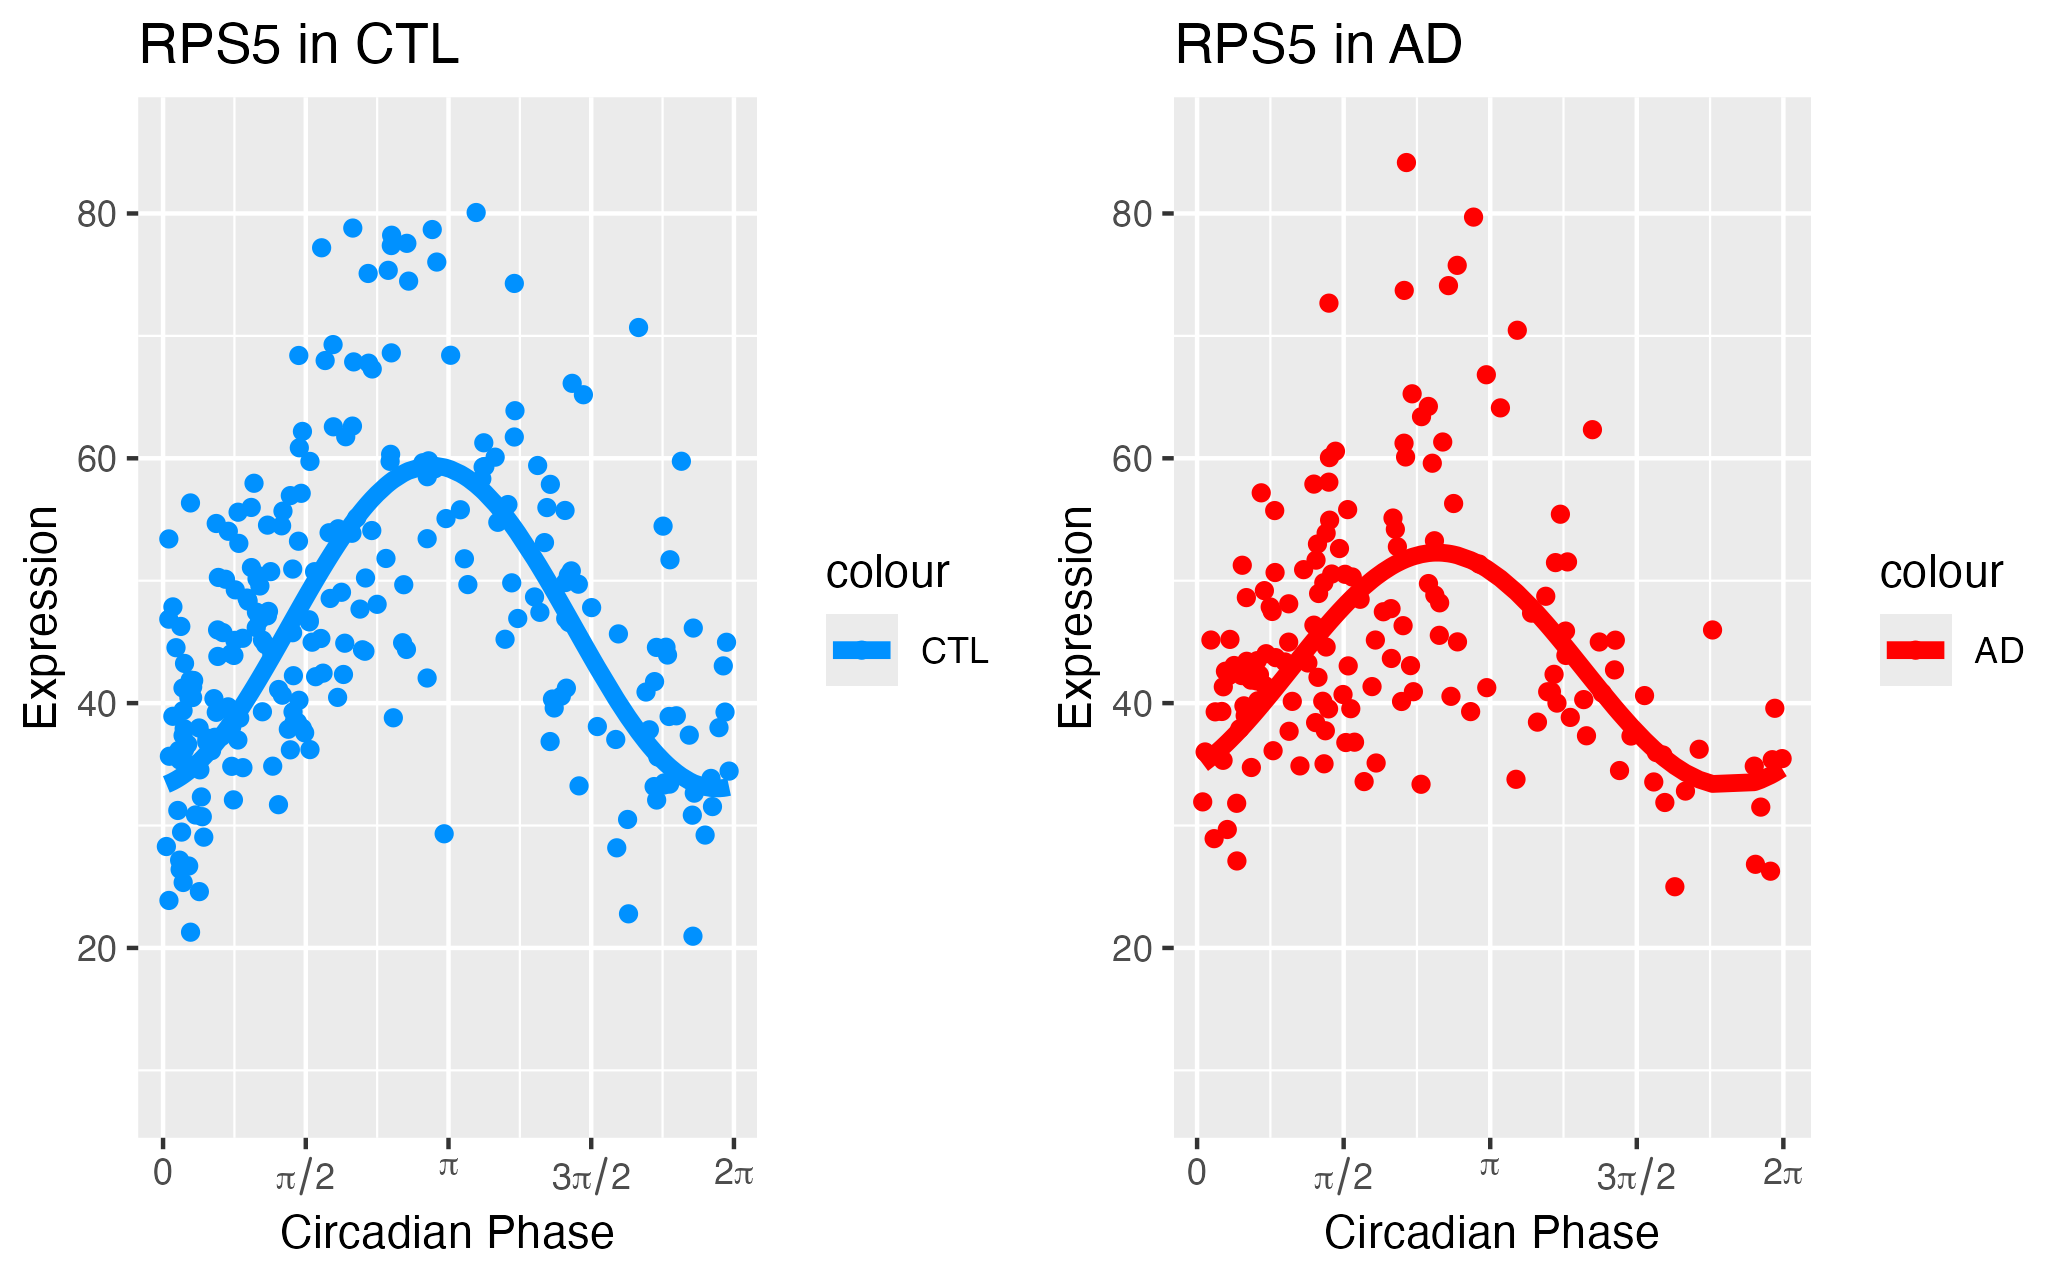 RPS5 in CTL
80
60
40
20
Expression
0
π/2
π
3π/2
2π
Circadian Phase
colour
CTL
RPS5 in AD
80
60
40
20
Expression
0
π/2
π
3π/2
2π
Circadian Phase
colour
AD